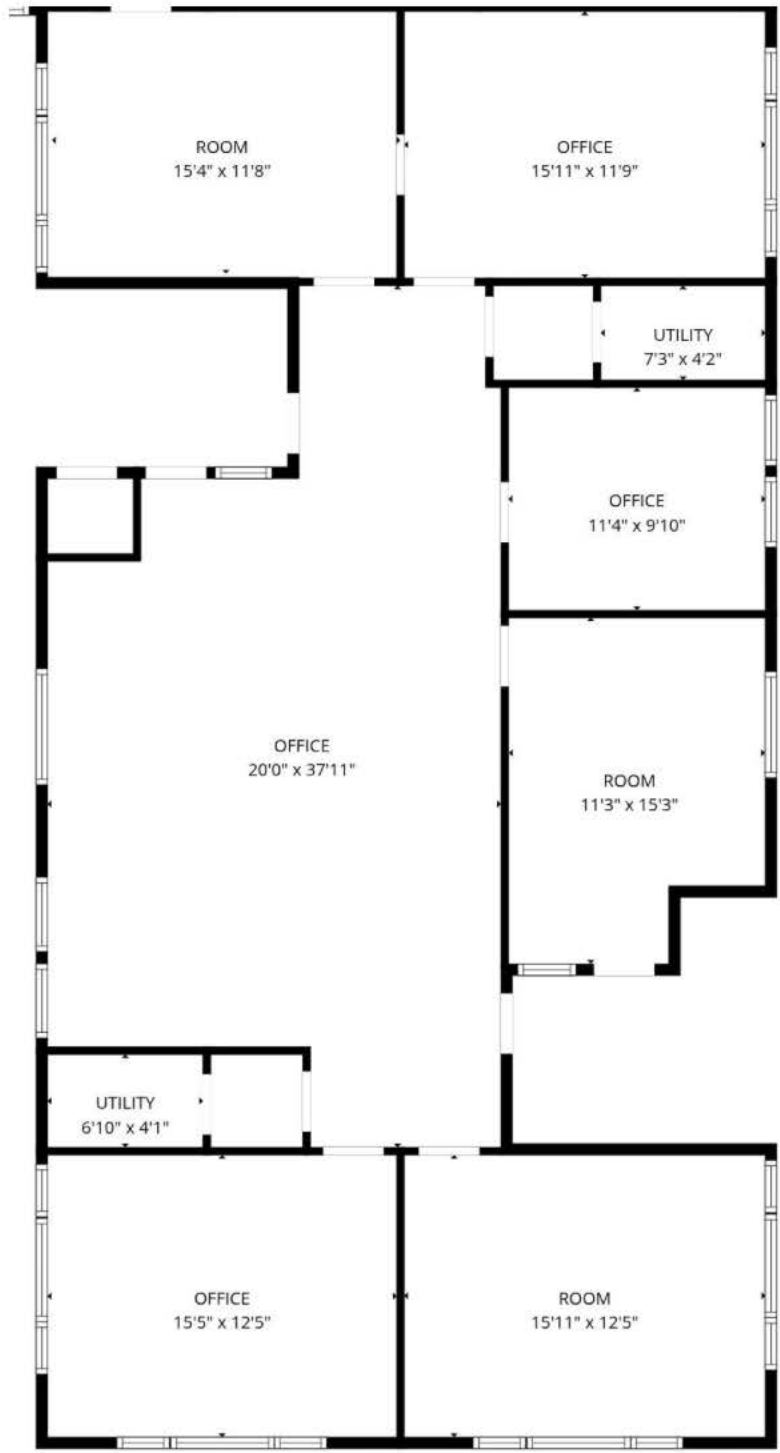 ROOM
15'4" x 11'8"
OFFICE
15'11" x 11'9"
UTILITY
7'3" x 4'2"
OFFICE
11'4" x 9'10"
OFFICE
20'0" x 37'11"
ROOM
11'3" x 15'3"
UTILITY
6'10" x 4'1"
OFFICE
15'5" x 12'5"
ROOM
15'11" x 12'5"